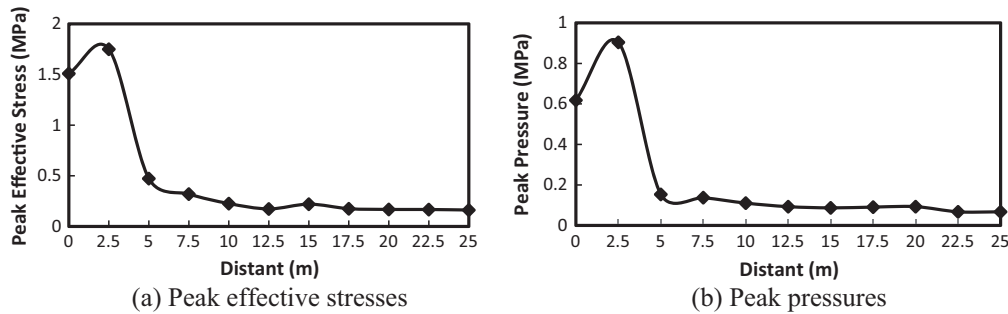 Peak Effective Stress (MPa)
2
1.5
1
0.5
0
0 2.5 5 7.5 10 12.5 15 17.5 20 22.5 25
Distant (m)
(a) Peak effective stresses
Peak Pressure (MPa)
1
0.8
0.6
0.4
0.2
0
0 2.5 5 7.5 10 12.5 15 17.5 20 22.5 25
Distant (m)
(b) Peak pressures